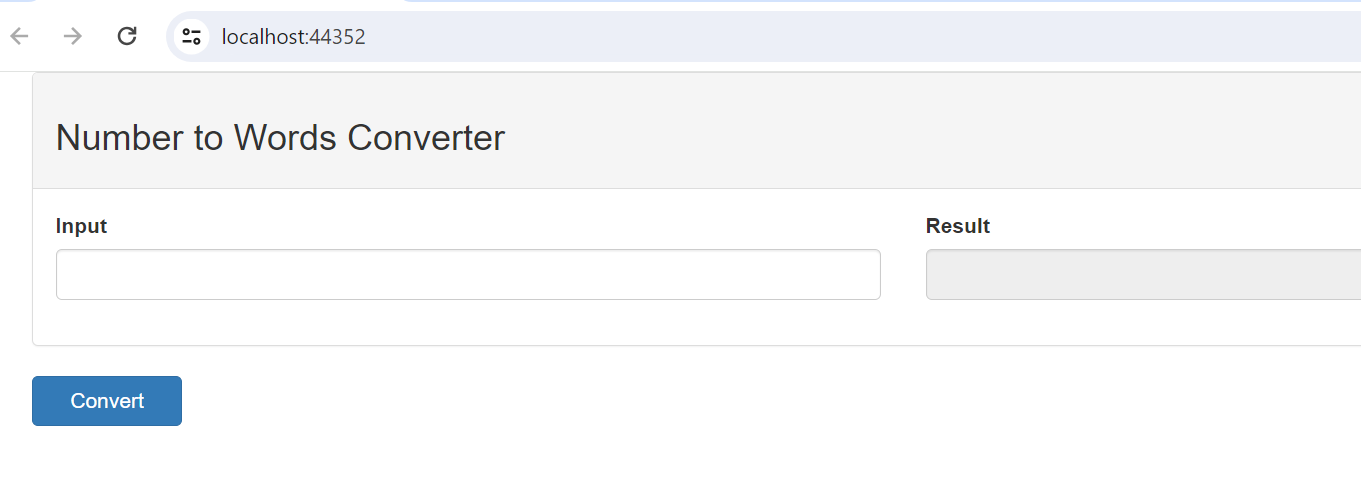 localhost:44352
Number to Words Converter
Input
Result
Convert